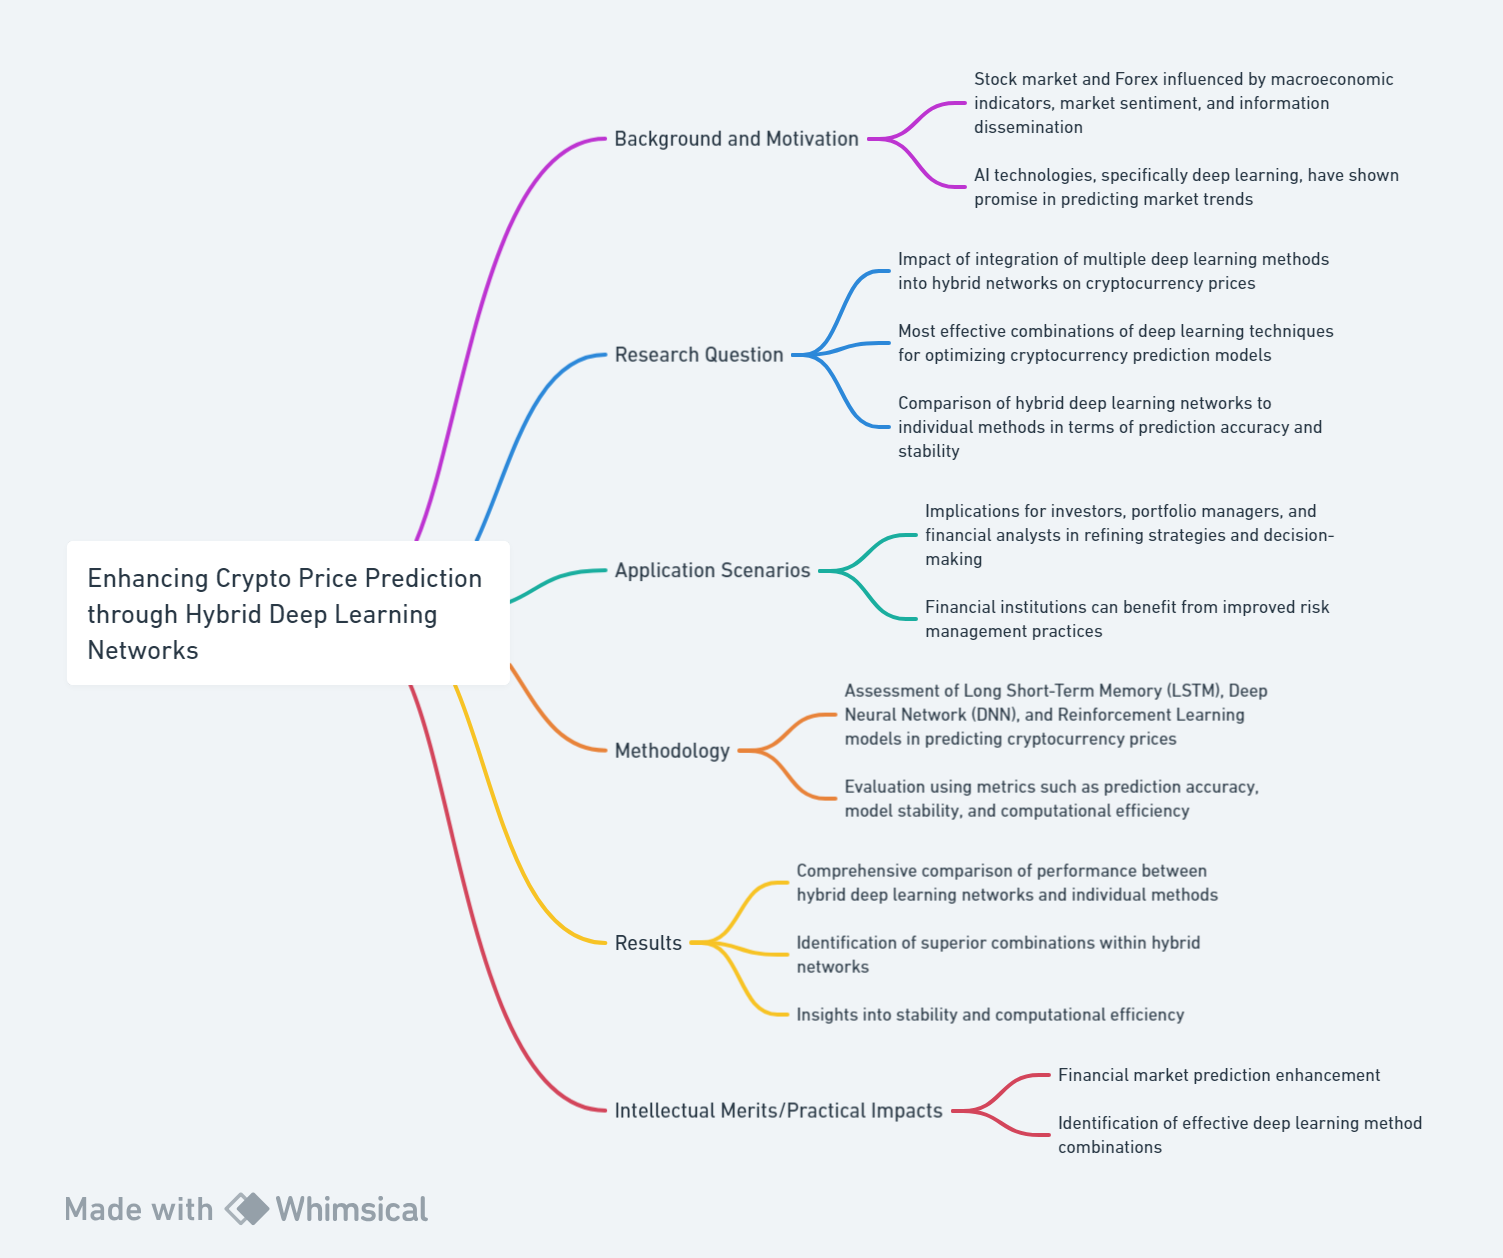 Stock market and Forex influenced by macroeconomic
indicators, market sentiment, and information
dissemination
Background and Motivation
AI technologies, specifically deep learning, have shown
promise in predicting market trends
Impact of integration of multiple deep learning methods
into hybrid networks on cryptocurrency prices
Most effective combinations of deep learning techniques
for optimizing cryptocurrency prediction models
Research Question
Comparison of hybrid deep learning networks to
individual methods in terms of prediction accuracy and
stability
Implications for investors, portfolio managers, and
financial analysts in refining strategies and decision-
making
Application Scenarios
Financial institutions can benefit from improved risk
management practices
Enhancing Crypto Price Prediction
through Hybrid Deep Learning
Networks
Assessment of Long Short-Term Memory (LSTM), Deep
Neural Network (DNN), and Reinforcement Learning
models in predicting cryptocurrency prices
Methodology
Evaluation using metrics such as prediction accuracy,
model stability, and computational efficiency
Comprehensive comparison of performance between
hybrid deep learning networks and individual methods
Results
Identification of superior combinations within hybrid
networks
Insights into stability and computational efficiency
Financial market prediction enhancement
Intellectual Merits/Practical Impacts
Identification of effective deep learning method
combinations
Made with Whimsical